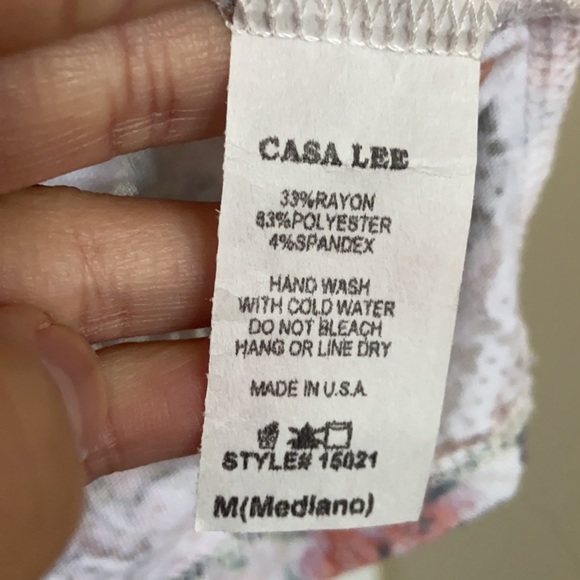 CASA LEE
33%RAYON
63%POLYESTER
4%SPANDEX
HAND WASH
WITH COLD WATER
DO NOT BLEACH
HANG OR LINE DRY
MADE IN U.S.A
STYLE# 15021
M(Mediano)